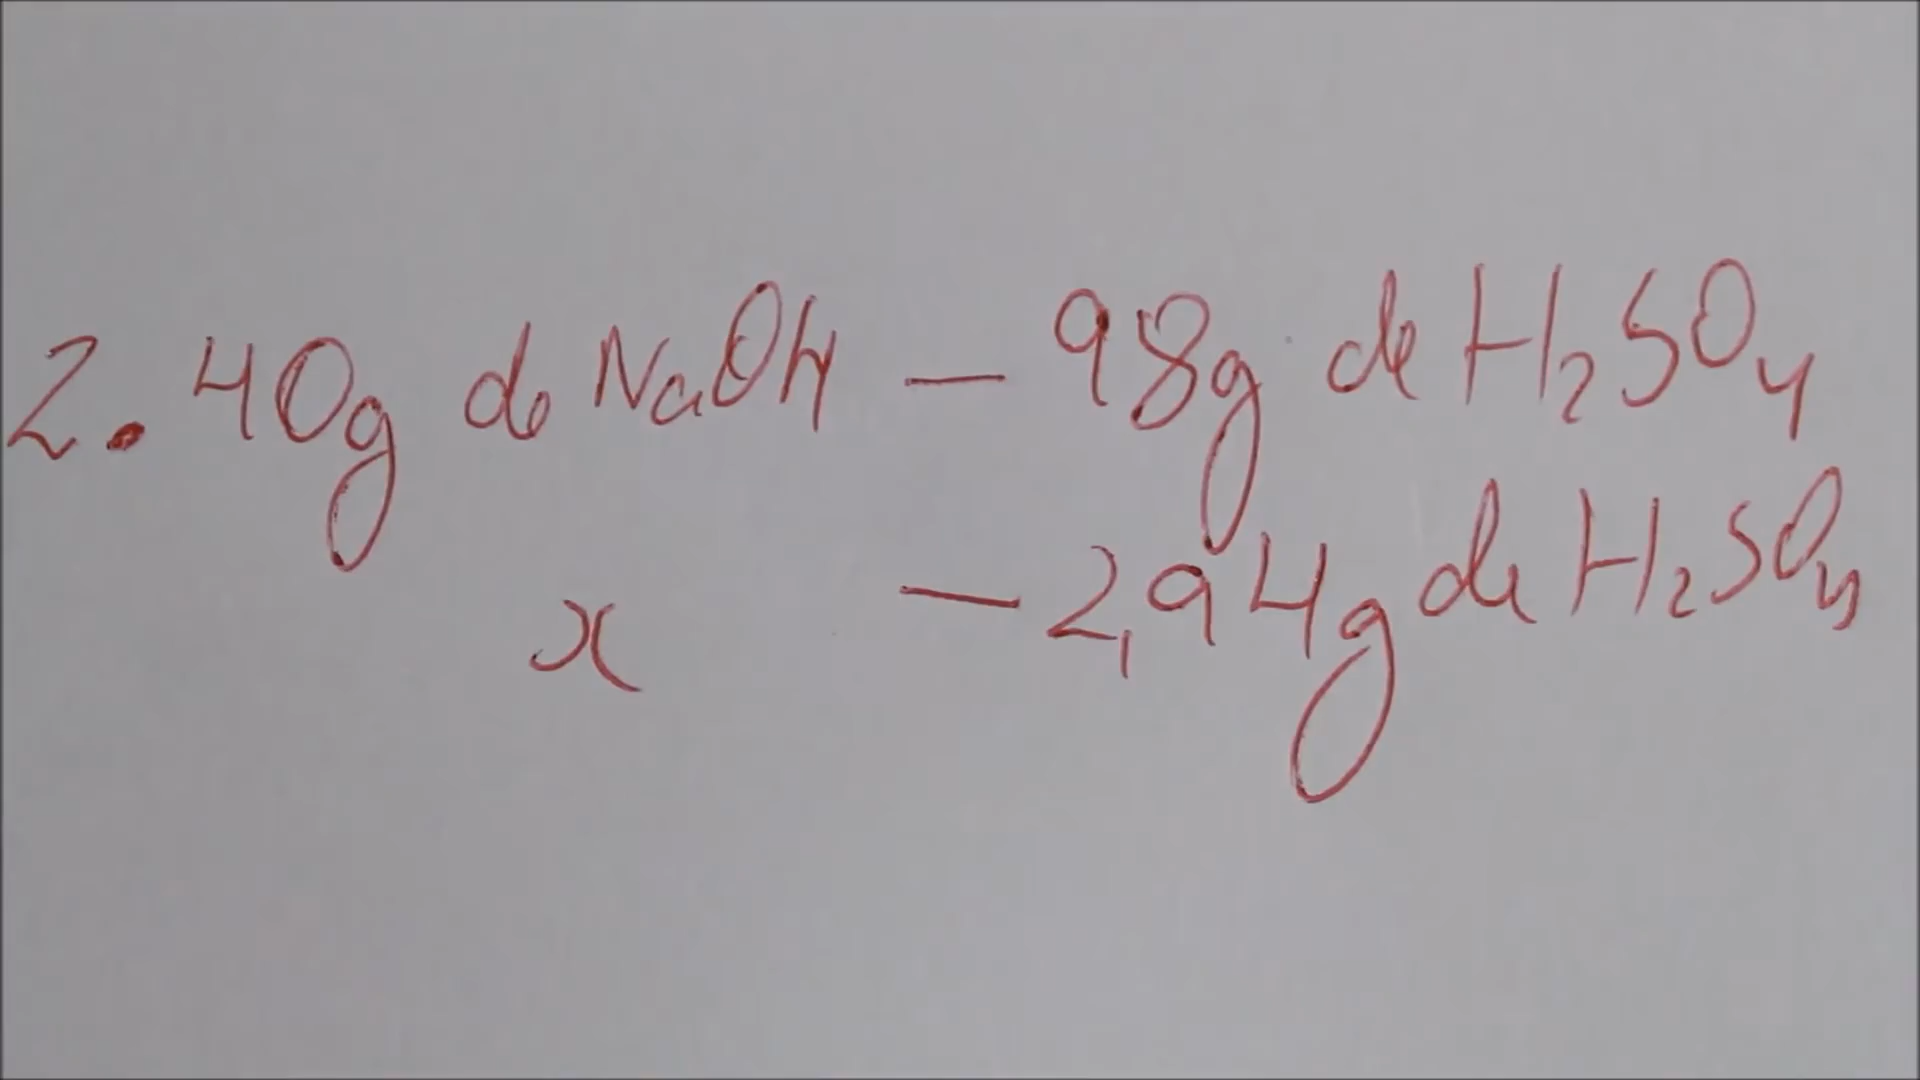 2.40g de NaOH — 98g de H₂SO₄
x — 2,94g de H₂SO₄